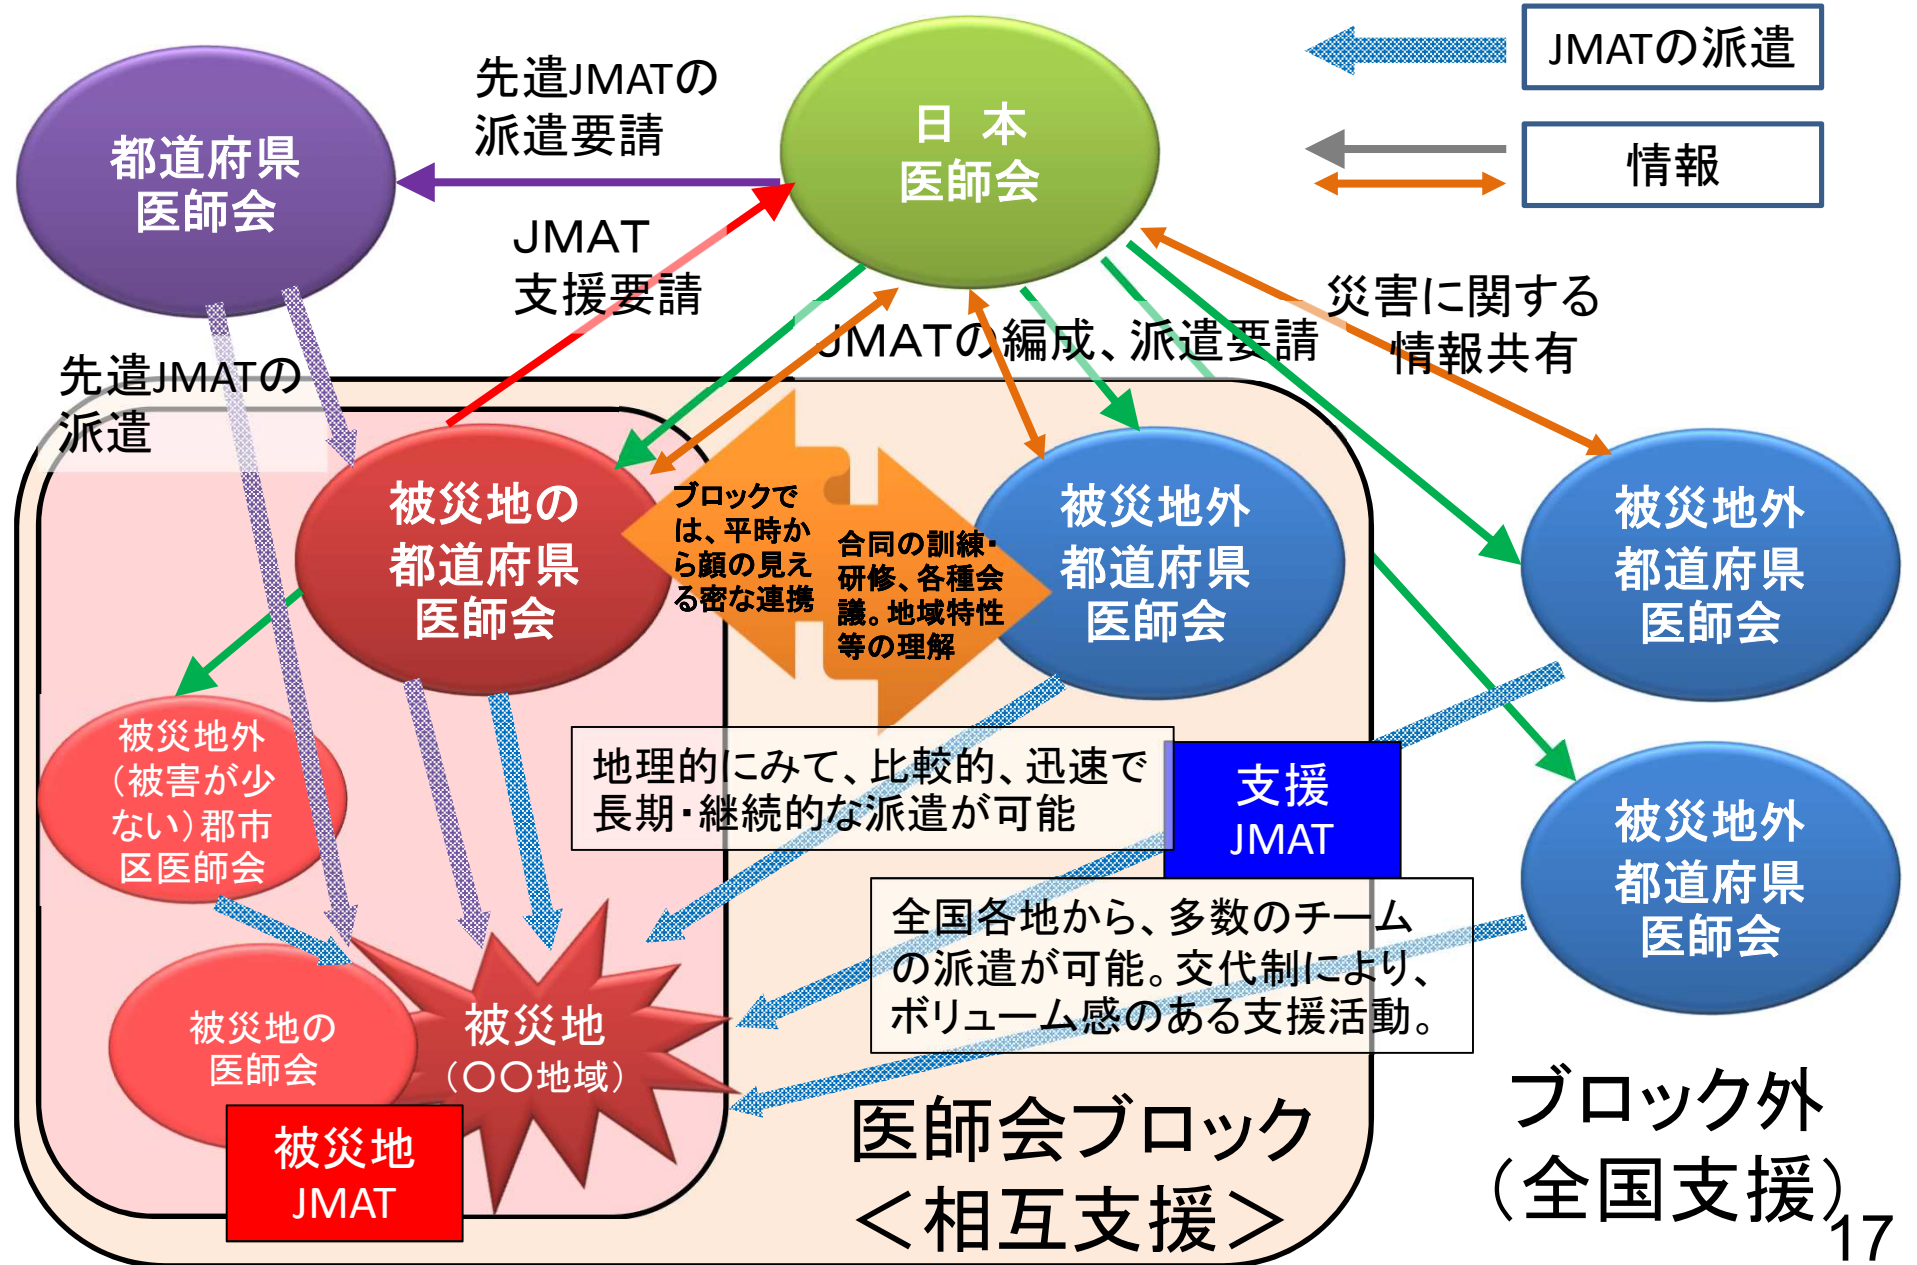 先遣JMATの
派遣要請
日 本
医師会
JMATの派遣
情報
都道府県
医師会
JMAT
支援要請
災害に関する
情報共有
JMATの編成、派遣要請
先遣JMATの
派遣
被災地の
都道府県
医師会
ブロックで
は、平時か
ら顔の見え
る密な連携
合同の訓練・
研修、各種会
議。地域特性
等の理解
被災地外
都道府県
医師会
被災地外
都道府県
医師会
被災地外
(被害が少
ない)郡市
区医師会
地理的にみて、比較的、迅速で
長期・継続的な派遣が可能
支援
JMAT
被災地外
都道府県
医師会
全国各地から、多数のチーム
の派遣が可能。交代制により、
ボリューム感のある支援活動。
被災地の
医師会
被災地
(〇〇地域)
被災地
JMAT
医師会ブロック
<相互支援>
ブロック外
(全国支援)
17